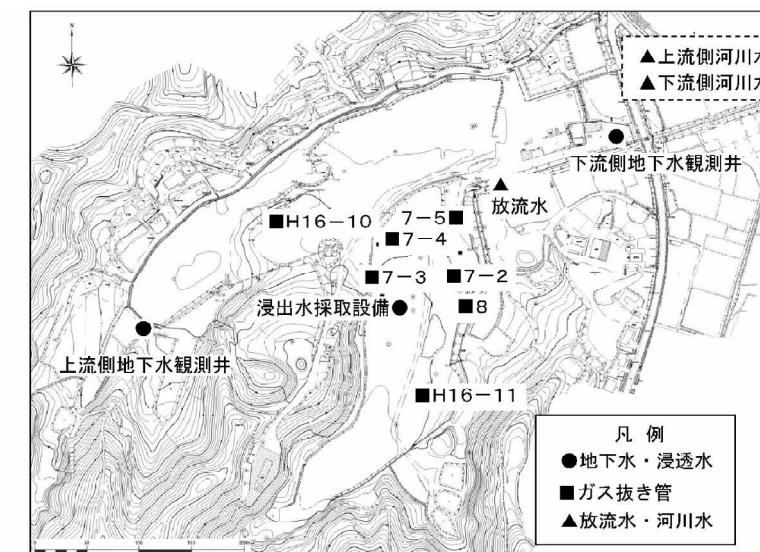 N
▲上流側河川水
▲下流側河川水
下流側地下水観測井
放流水
■H16-10
7-5■
■7-4
■7-3
■7-2
浸出水採取設備●
■8
上流側地下水観測井
■H16-11
凡 例
●地下水・浸透水
■ガス抜き管
▲放流水・河川水